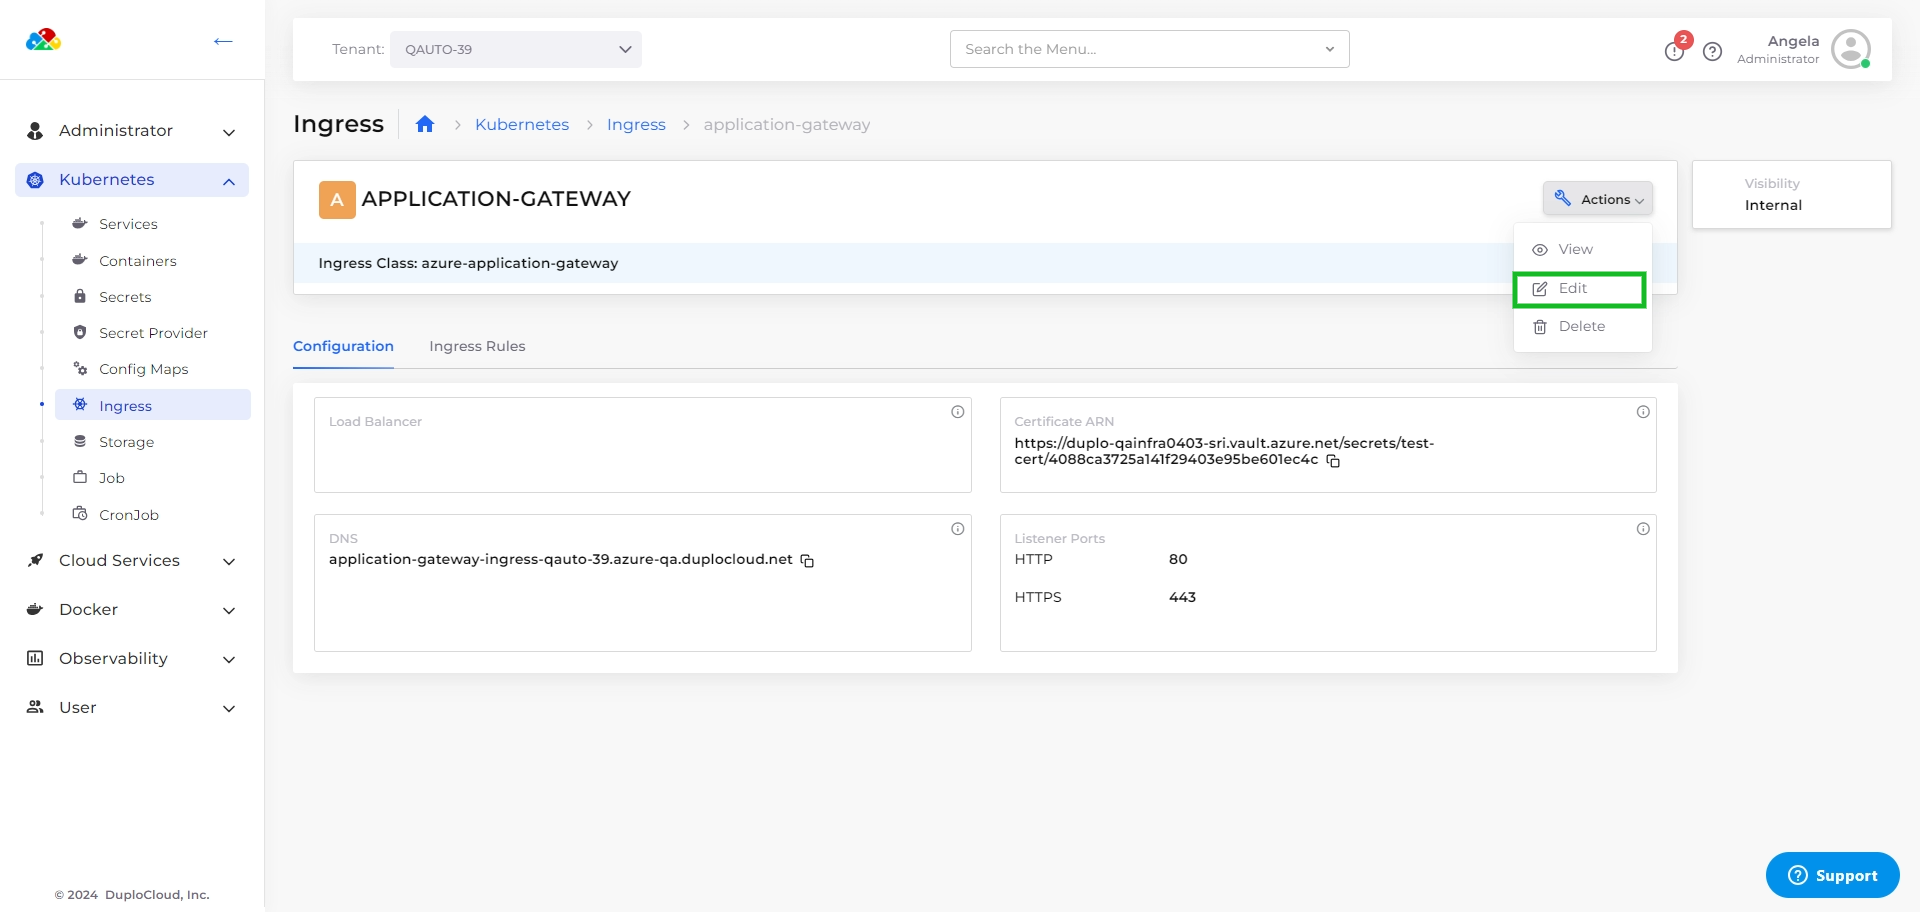 Tenant: QAUTO-39
Search the Menu...
2
Angela
Administrator
Administrator
Kubernetes
Services
Containers
Secrets
Secret Provider
Config Maps
Ingress
Storage
Job
CronJob
Cloud Services
Docker
Observability
User
© 2024 DuploCloud, Inc.
Ingress
Kubernetes
Ingress
application-gateway
A APPLICATION-GATEWAY
Actions
View
Edit
Delete
Ingress Class: azure-application-gateway
Visibility
Internal
Configuration
Ingress Rules
Load Balancer
Certificate ARN
https://duplo-qainfra0403-sri.vault.azure.net/secrets/test-
cert/4088ca3725a141f29403e95be601ec4c
DNS
application-gateway-ingress-qauto-39.azure-qa.duplocloud.net
Listener Ports
HTTP 80
HTTPS 443
Support